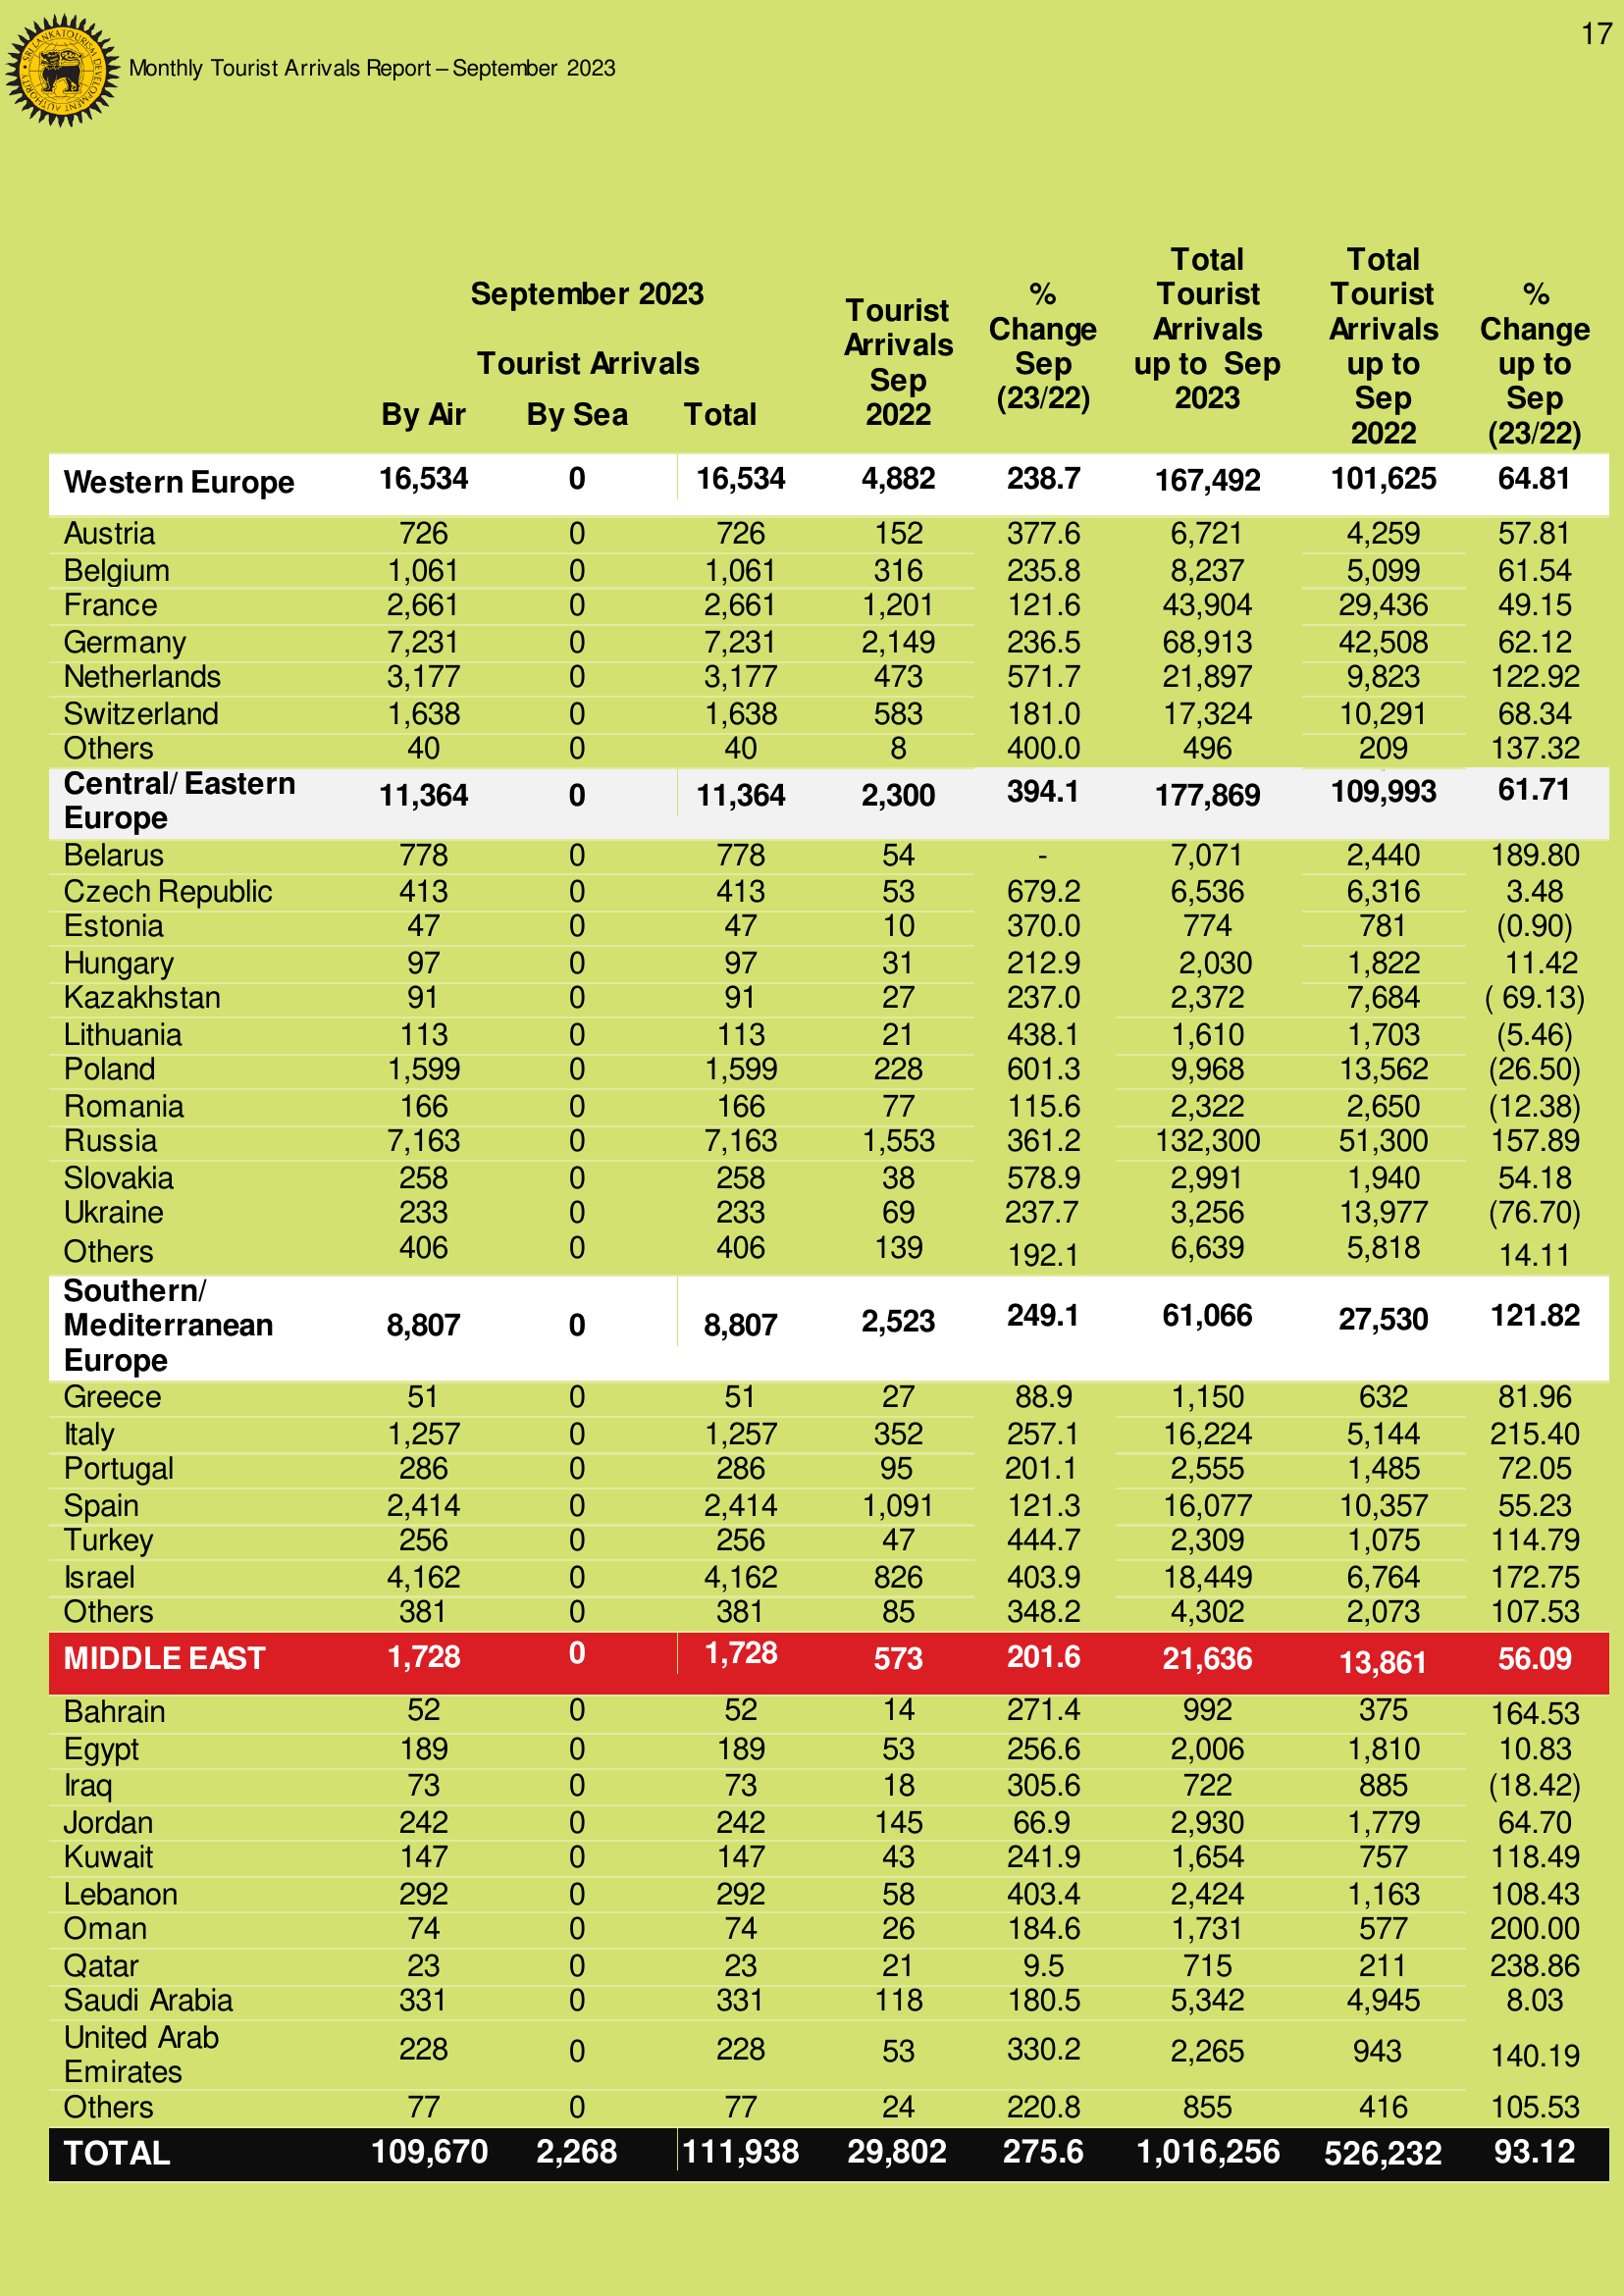 17
SRI LANKA TOURISM DEVELOPMENT AUTHORITY
Monthly Tourist Arrivals Report – September 2023
September 2023
Tourist Arrivals
By Air By Sea Total
Tourist Arrivals Sep 2022
% Change Sep (23/22)
Total Tourist Arrivals up to Sep 2023
Total Tourist Arrivals up to Sep 2022
% Change up to Sep (23/22)
Western Europe 16,534 0 16,534 4,882 238.7 167,492 101,625 64.81
Austria 726 0 726 152 377.6 6,721 4,259 57.81
Belgium 1,061 0 1,061 316 235.8 8,237 5,099 61.54
France 2,661 0 2,661 1,201 121.6 43,904 29,436 49.15
Germany 7,231 0 7,231 2,149 236.5 68,913 42,508 62.12
Netherlands 3,177 0 3,177 473 571.7 21,897 9,823 122.92
Switzerland 1,638 0 1,638 583 181.0 17,324 10,291 68.34
Others 40 0 40 8 400.0 496 209 137.32
Central/ Eastern Europe 11,364 0 11,364 2,300 394.1 177,869 109,993 61.71
Belarus 778 0 778 54 - 7,071 2,440 189.80
Czech Republic 413 0 413 53 679.2 6,536 6,316 3.48
Estonia 47 0 47 10 370.0 774 781 (0.90)
Hungary 97 0 97 31 212.9 2,030 1,822 11.42
Kazakhstan 91 0 91 27 237.0 2,372 7,684 ( 69.13)
Lithuania 113 0 113 21 438.1 1,610 1,703 (5.46)
Poland 1,599 0 1,599 228 601.3 9,968 13,562 (26.50)
Romania 166 0 166 77 115.6 2,322 2,650 (12.38)
Russia 7,163 0 7,163 1,553 361.2 132,300 51,300 157.89
Slovakia 258 0 258 38 578.9 2,991 1,940 54.18
Ukraine 233 0 233 69 237.7 3,256 13,977 (76.70)
Others 406 0 406 139 192.1 6,639 5,818 14.11
Southern/ Mediterranean Europe 8,807 0 8,807 2,523 249.1 61,066 27,530 121.82
Greece 51 0 51 27 88.9 1,150 632 81.96
Italy 1,257 0 1,257 352 257.1 16,224 5,144 215.40
Portugal 286 0 286 95 201.1 2,555 1,485 72.05
Spain 2,414 0 2,414 1,091 121.3 16,077 10,357 55.23
Turkey 256 0 256 47 444.7 2,309 1,075 114.79
Israel 4,162 0 4,162 826 403.9 18,449 6,764 172.75
Others 381 0 381 85 348.2 4,302 2,073 107.53
MIDDLE EAST 1,728 0 1,728 573 201.6 21,636 13,861 56.09
Bahrain 52 0 52 14 271.4 992 375 164.53
Egypt 189 0 189 53 256.6 2,006 1,810 10.83
Iraq 73 0 73 18 305.6 722 885 (18.42)
Jordan 242 0 242 145 66.9 2,930 1,779 64.70
Kuwait 147 0 147 43 241.9 1,654 757 118.49
Lebanon 292 0 292 58 403.4 2,424 1,163 108.43
Oman 74 0 74 26 184.6 1,731 577 200.00
Qatar 23 0 23 21 9.5 715 211 238.86
Saudi Arabia 331 0 331 118 180.5 5,342 4,945 8.03
United Arab Emirates 228 0 228 53 330.2 2,265 943 140.19
Others 77 0 77 24 220.8 855 416 105.53
TOTAL 109,670 2,268 111,938 29,802 275.6 1,016,256 526,232 93.12